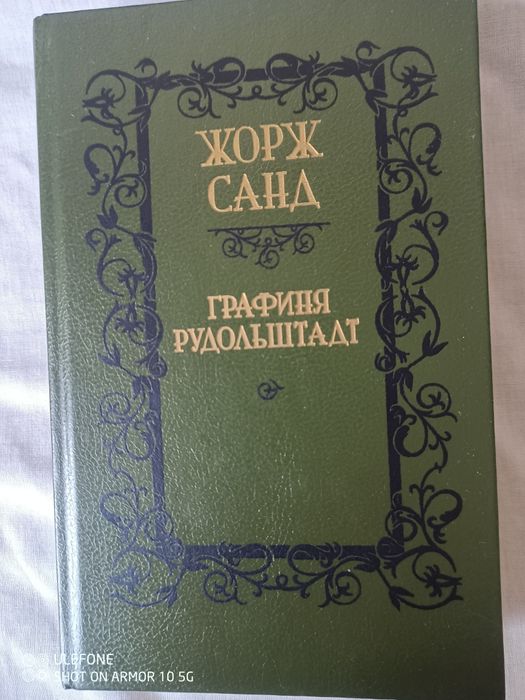 ЖОРЖ
САНД
ГРАФИНЯ
РУДОЛЬШТАДТ
ULEFONE
SHOT ON ARMOR 10 5G